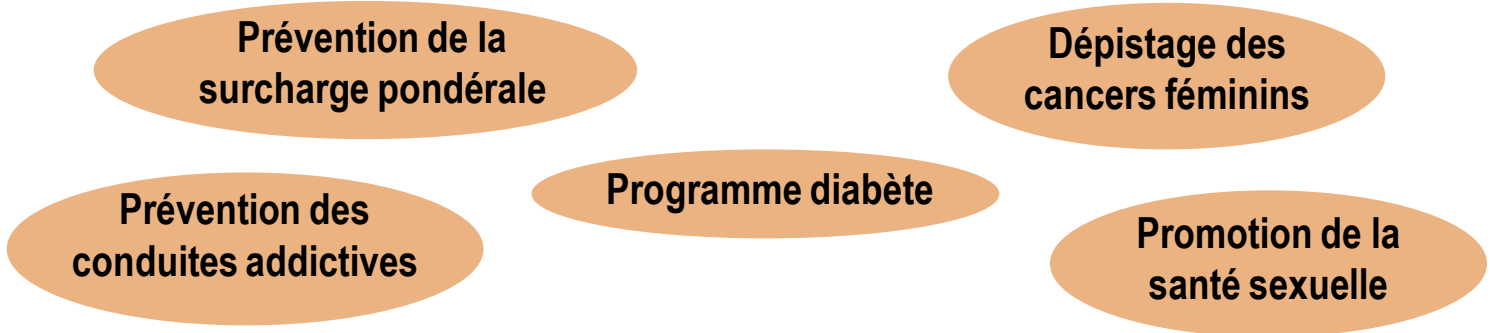 Prévention de la
surcharge pondérale
Dépistage des
cancers féminins
Programme diabète
Prévention des
conduites addictives
Promotion de la
santé sexuelle